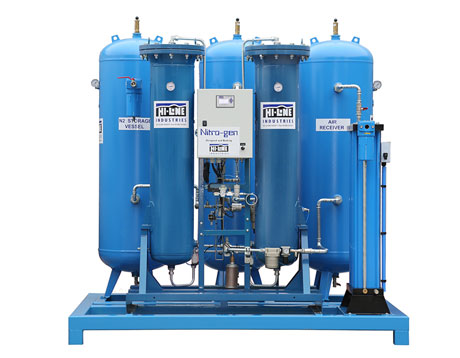 HI-LINE
INDUSTRIES
HI-LINE
INDUSTRIES
Nitro-gen
HI-LINE
N2 STORAGE
VESSEL
AIR
RECEIVER